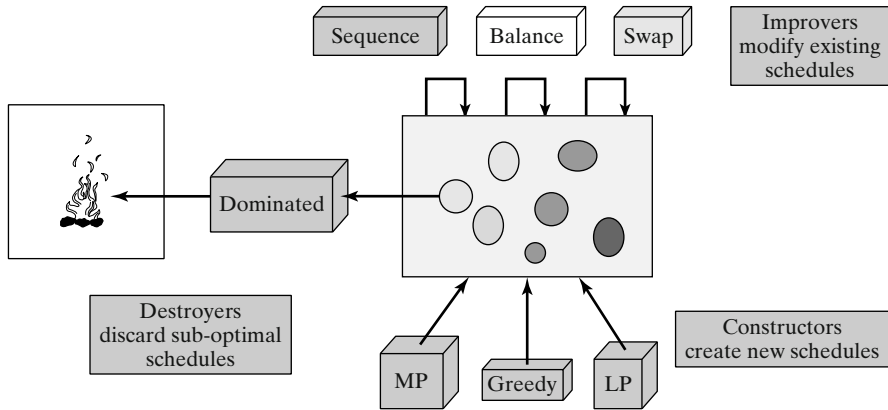 Sequence
Balance
Swap
Improvers
modify existing
schedules
Dominated
Destroyers
discard sub-optimal
schedules
MP
Greedy
LP
Constructors
create new schedules